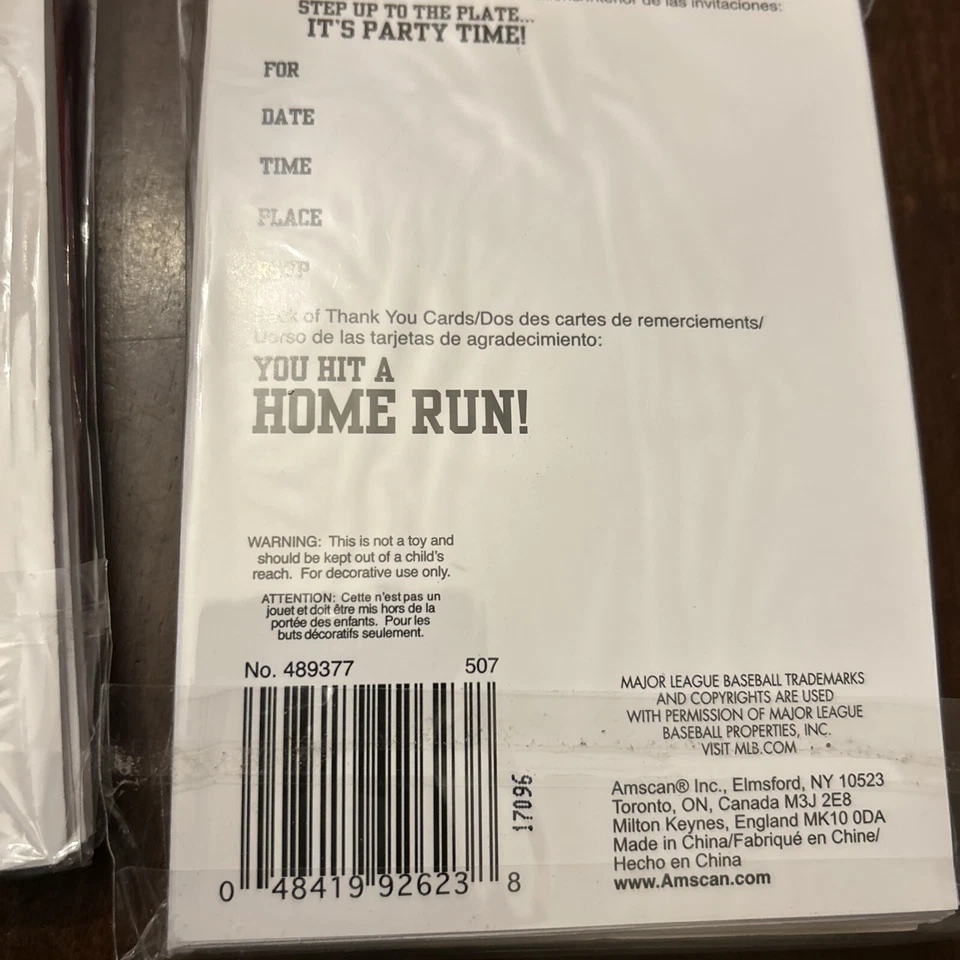 de las invitaciones:
STEP UP TO THE PLATE...
IT'S PARTY TIME!
FOR
DATE
TIME
PLACE
of Thank You Cards/Dos des cartes de remerciements/
de las tarjetas de agradecimiento:
YOU HIT A
HOME RUN!
WARNING: This is not a toy and
should be kept out of a child's
reach. For decorative use only.
ATTENTION: Cette n'est pas un
jouet et doit être mis hors de la
portée des enfants. Pour les
buts décoratifs seulement.
No. 489377 507
17096
0 48419 92623 8
MAJOR LEAGUE BASEBALL TRADEMARKS
AND COPYRIGHTS ARE USED
WITH PERMISSION OF MAJOR LEAGUE
BASEBALL PROPERTIES, INC.
VISIT MLB.COM
Amscan® Inc., Elmsford, NY 10523
Toronto, ON, Canada M3J 2E8
Milton Keynes, England MK10 0DA
Made in China/Fabriqué en Chine/
Hecho en China
www.Amscan.com